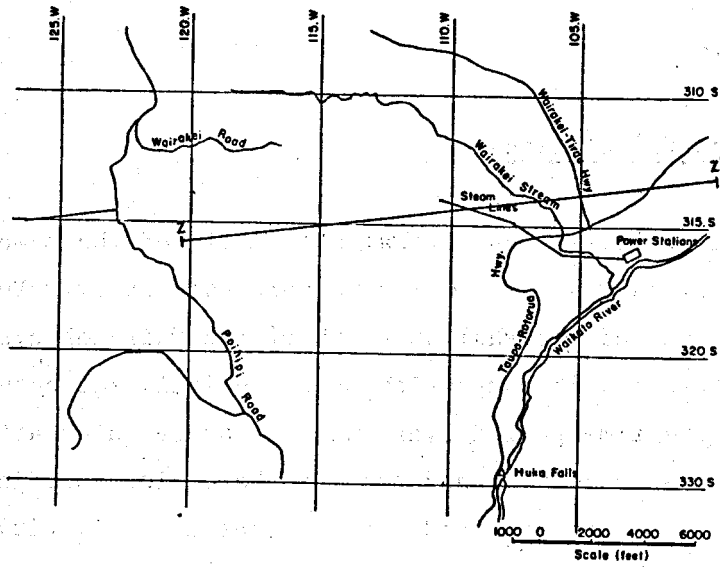 125.W
120.W
115.W
110.W
105.W
310 S
Wairakei Road
Wairakei-Tirau Hwy
Wairakei Stream
Z
Steam
Lines
315.S
Z
Power Stations
Hwy.
Taupo-Rotorua
Waikato River
320 S
Poihipi
Road
Huka Falls
330 S
1000 0 2000 4000 6000
Scale (feet)